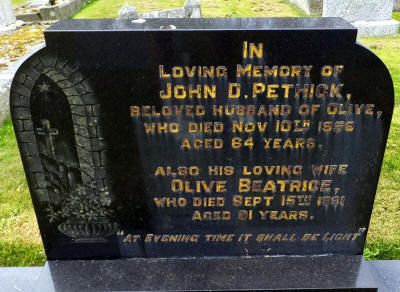 IN
LOVING MEMORY OF
JOHN D. PETHICK,
BELOVED HUSBAND OF OLIVE,
WHO DIED NOV 10TH 1956
AGED 64 YEARS.
ALSO HIS LOVING WIFE
OLIVE BEATRICE,
WHO DIED SEPT 15TH 1981
AGED 81 YEARS.
"AT EVENING TIME IT SHALL BE LIGHT"